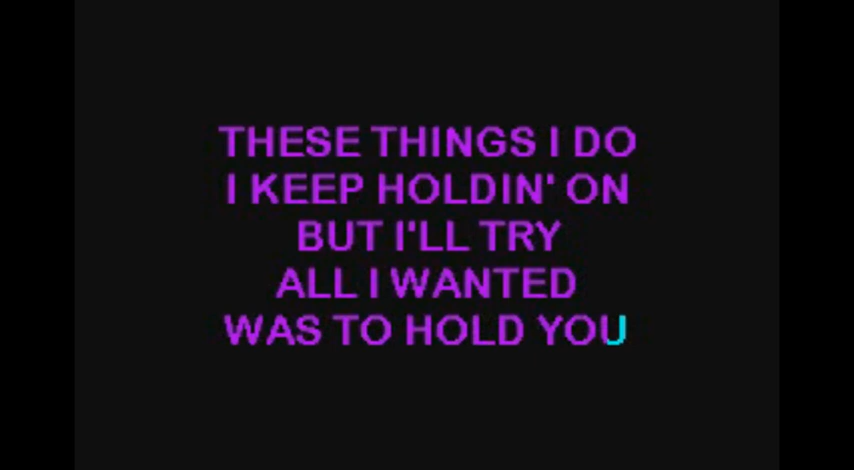 THESE THINGS I DO
I KEEP HOLDIN' ON
BUT I'LL TRY
ALL I WANTED
WAS TO HOLD YOU